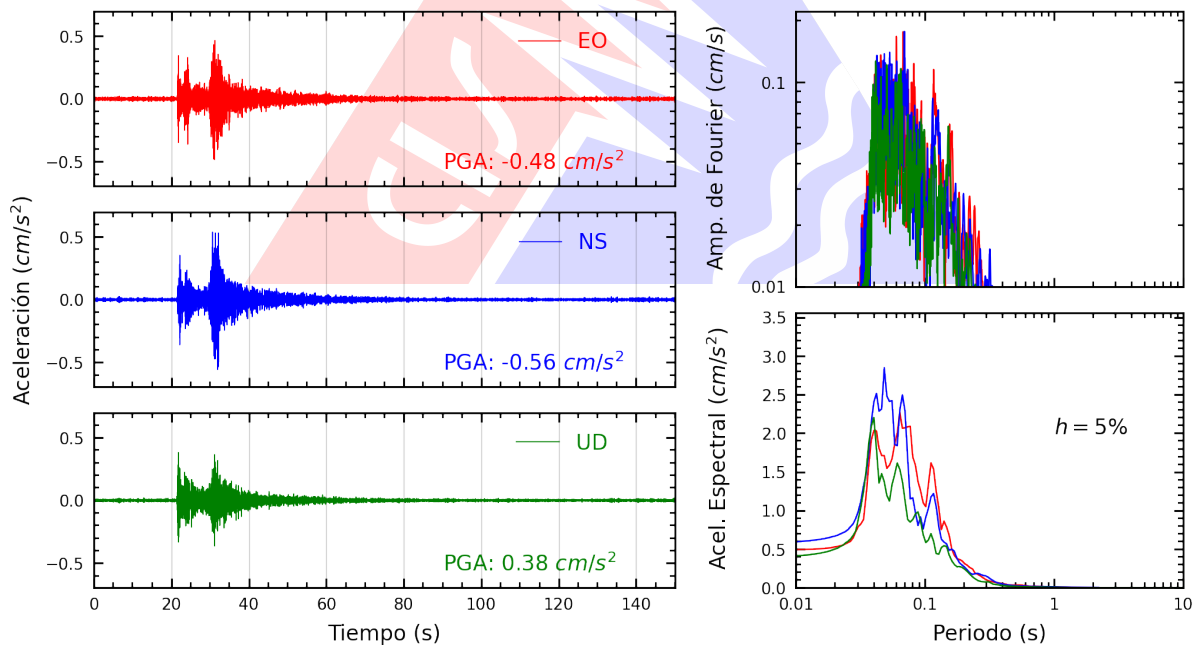 Aceleración (cm/s²)
0.5
0.0
−0.5
EO
PGA: -0.48 cm/s²
0.5
0.0
−0.5
NS
PGA: -0.56 cm/s²
0.5
0.0
−0.5
UD
PGA: 0.38 cm/s²
0 20 40 60 80 100 120 140
Tiempo (s)
Amp. de Fourier (cm/s)
0.1
0.01
Acel. Espectral (cm/s²)
3.5
3.0
2.5
2.0
1.5
1.0
0.5
0.0
h = 5%
0.01 0.1 1 10
Periodo (s)